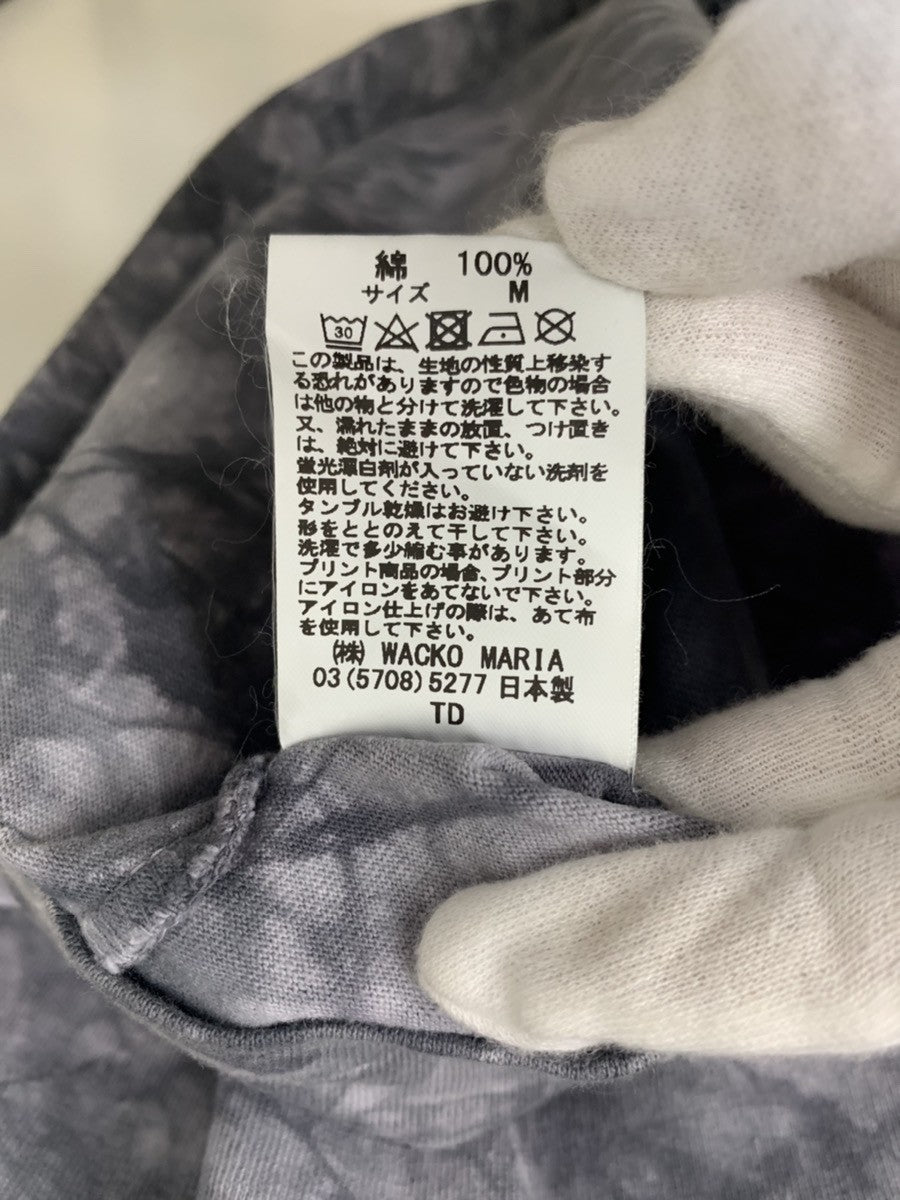 綿 100%
サイズ M
30
この製品は、生地の性質上移染す
る恐れがありますので色物の場合
は他の物と分けて洗濯して下さい。
又、濡れたままの放置、つけ置き
は、絶対に避けて下さい。
蛍光漂白剤が入っていない洗剤を
使用してください。
タンブル乾燥はお避け下さい。
形をととのえて干して下さい。
洗濯で多少縮む事があります。
プリント商品の場合、プリント部分
にアイロンをあてないで下さい。
アイロン仕上げの際は、あて布
を使用して下さい。
㈱ WACKO MARIA
03(5708)5277 日本製
TD